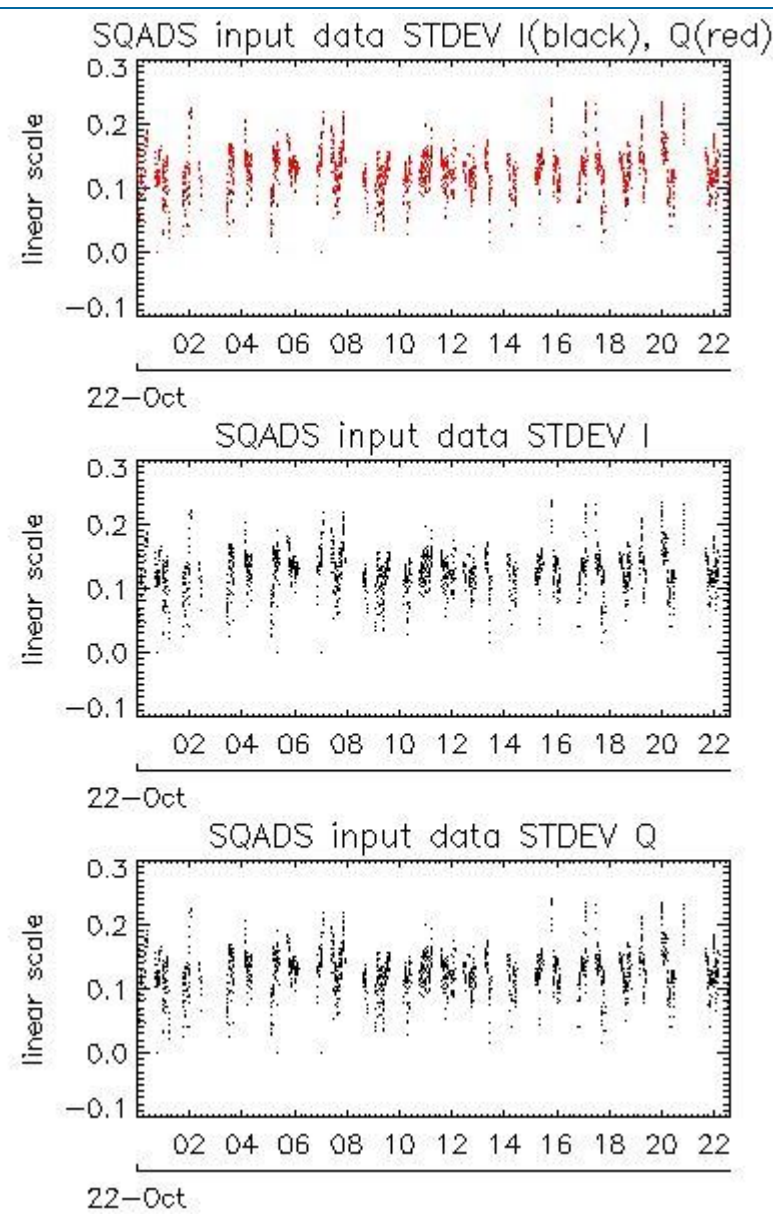 SQADS input data STDEV I(black), Q(red)
0.3
0.2
0.1
0.0
-0.1
linear scale
02 04 06 08 10 12 14 16 18 20 22
22-Oct
SQADS input data STDEV I
0.3
0.2
0.1
0.0
-0.1
linear scale
02 04 06 08 10 12 14 16 18 20 22
22-Oct
SQADS input data STDEV Q
0.3
0.2
0.1
0.0
-0.1
linear scale
02 04 06 08 10 12 14 16 18 20 22
22-Oct